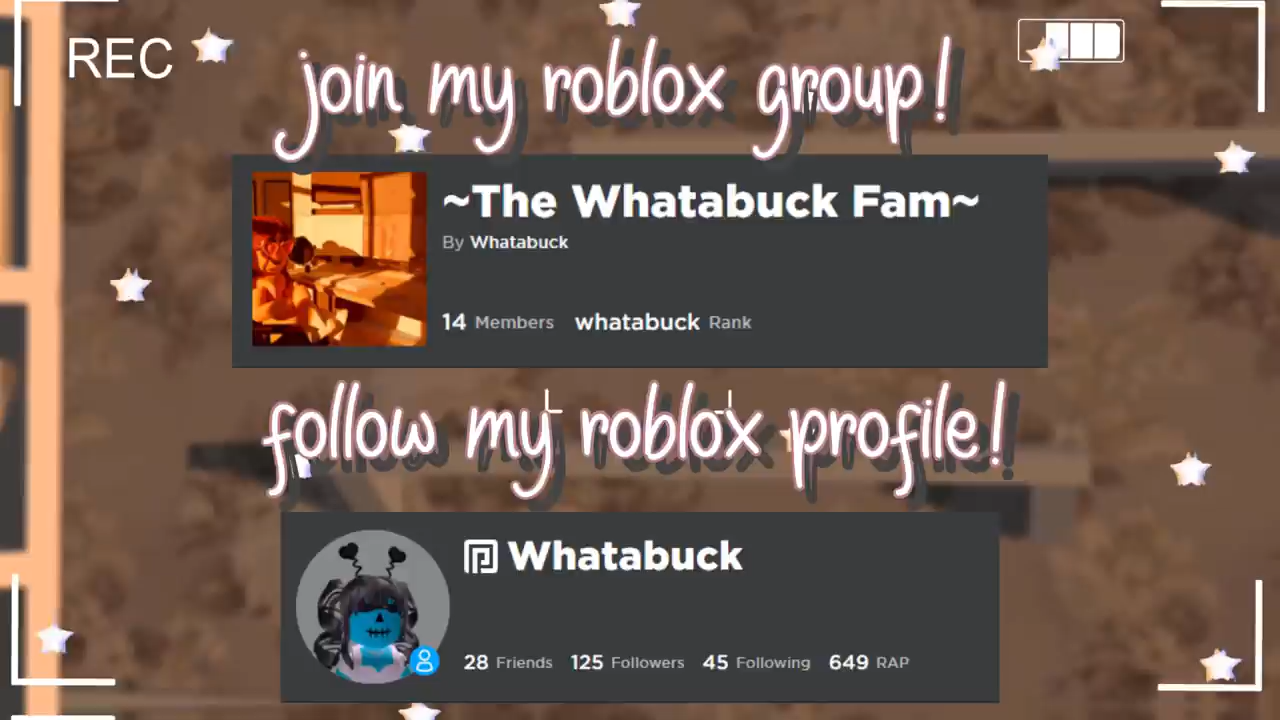 REC
join my roblox group!
~The Whatabuck Fam~
By Whatabuck
14 Members whatabuck Rank
follow my roblox profile!
Whatabuck
28 Friends 125 Followers 45 Following 649 RAP